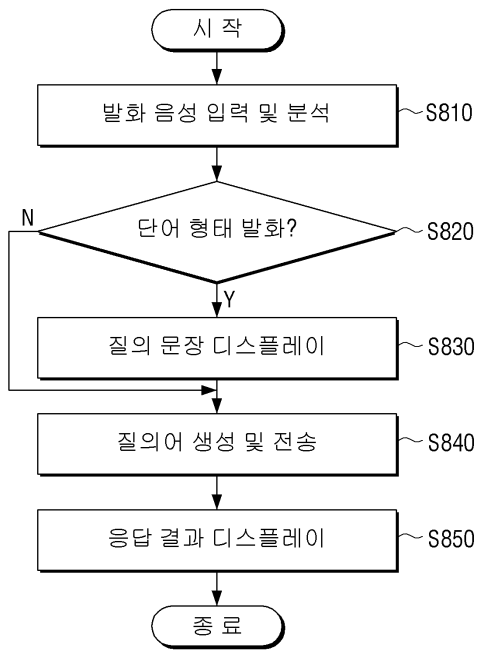 시 작
발화 음성 입력 및 분석
S810
단어 형태 발화?
S820
N
Y
질의 문장 디스플레이
S830
질의어 생성 및 전송
S840
응답 결과 디스플레이
S850
종 료